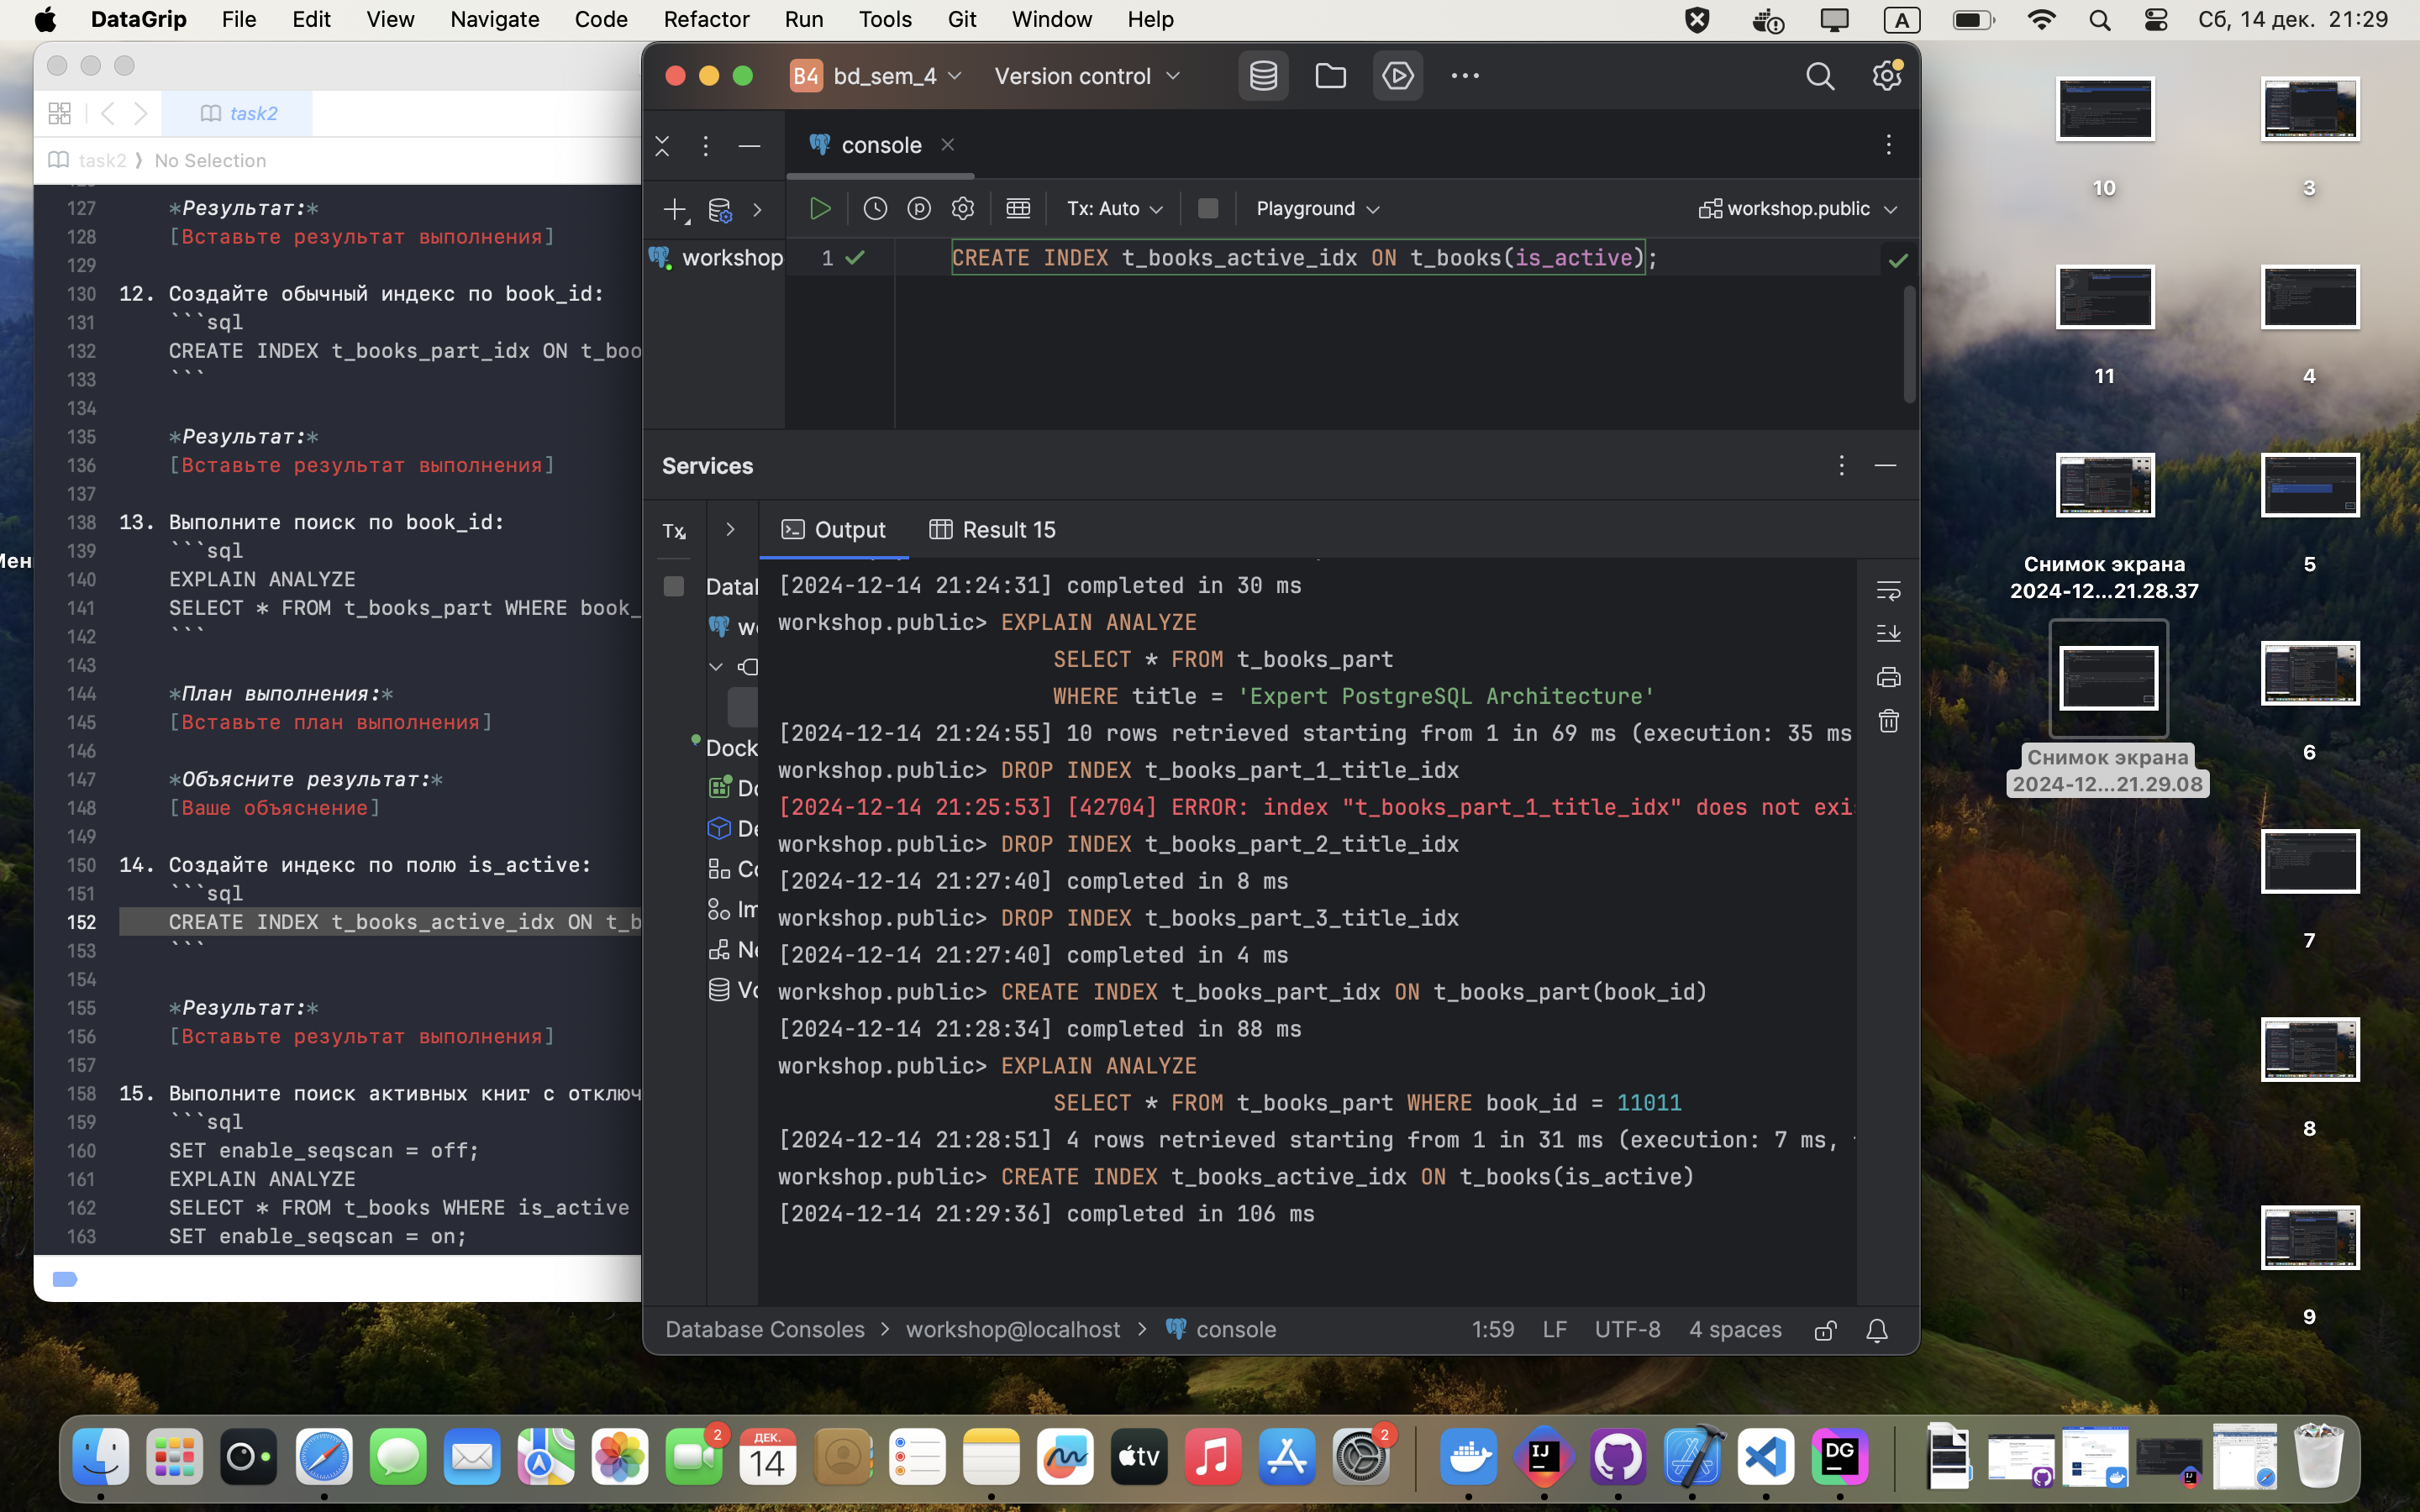 DataGrip File Edit View Navigate Code Refactor Run Tools Git Window Help A Сб, 14 дек. 21:29
task2
task2 No Selection
127 *Результат:*
128 [Вставьте результат выполнения]
129
130 12. Создайте обычный индекс по book_id:
131 ```sql
132 CREATE INDEX t_books_part_idx ON t_boo
133 ```
134
135 *Результат:*
136 [Вставьте результат выполнения]
137
138 13. Выполните поиск по book_id:
139 ```sql
140 EXPLAIN ANALYZE
141 SELECT * FROM t_books_part WHERE book_
142 ```
143
144 *План выполнения:*
145 [Вставьте план выполнения]
146
147 *Объясните результат:*
148 [Ваше объяснение]
149
150 14. Создайте индекс по полю is_active:
151 ```sql
152 CREATE INDEX t_books_active_idx ON t_b
153 ```
154
155 *Результат:*
156 [Вставьте результат выполнения]
157
158 15. Выполните поиск активных книг с отключ
159 ```sql
160 SET enable_seqscan = off;
161 EXPLAIN ANALYZE
162 SELECT * FROM t_books WHERE is_active
163 SET enable_seqscan = on;
B4 bd_sem_4 Version control
console
Tx: Auto Playground workshop.public
workshop
1 CREATE INDEX t_books_active_idx ON t_books(is_active);
Services
Tx Output Result 15
Datal
wo
Dock
Do
De
Co
Im
Ne
Vo
[2024-12-14 21:24:31] completed in 30 ms
workshop.public> EXPLAIN ANALYZE
SELECT * FROM t_books_part
WHERE title = 'Expert PostgreSQL Architecture'
[2024-12-14 21:24:55] 10 rows retrieved starting from 1 in 69 ms (execution: 35 ms
workshop.public> DROP INDEX t_books_part_1_title_idx
[2024-12-14 21:25:53] [42704] ERROR: index "t_books_part_1_title_idx" does not exi
workshop.public> DROP INDEX t_books_part_2_title_idx
[2024-12-14 21:27:40] completed in 8 ms
workshop.public> DROP INDEX t_books_part_3_title_idx
[2024-12-14 21:27:40] completed in 4 ms
workshop.public> CREATE INDEX t_books_part_idx ON t_books_part(book_id)
[2024-12-14 21:28:34] completed in 88 ms
workshop.public> EXPLAIN ANALYZE
SELECT * FROM t_books_part WHERE book_id = 11011
[2024-12-14 21:28:51] 4 rows retrieved starting from 1 in 31 ms (execution: 7 ms,
workshop.public> CREATE INDEX t_books_active_idx ON t_books(is_active)
[2024-12-14 21:29:36] completed in 106 ms
Database Consoles > workshop@localhost > console 1:59 LF UTF-8 4 spaces
10
3
11
4
Снимок экрана
2024-12...21.28.37
5
Снимок экрана
2024-12...21.29.08
6
7
8
9
2
ДЕК.
14
tv
2
IJ
DG